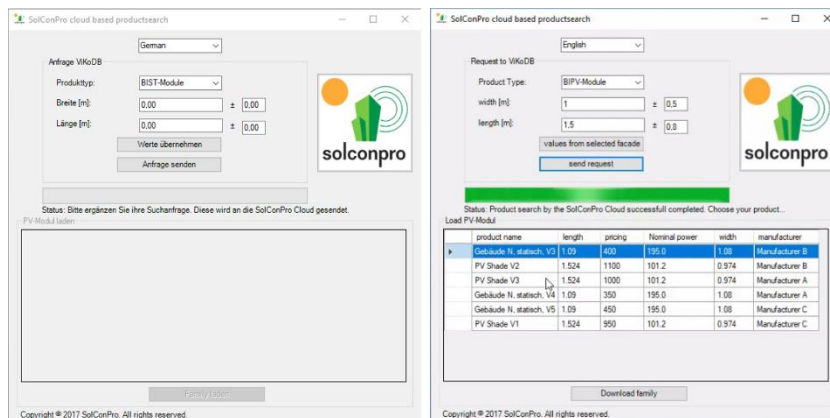 SolConPro cloud based productsearch
German
Anfrage ViKoDB
Produkttyp: BIST-Module
Breite [m]: 0,00 ± 0,00
Länge [m]: 0,00 ± 0,00
Werte übernehmen
Anfrage senden
solconpro
Status: Bitte ergänzen Sie ihre Suchanfrage. Diese wird an die SolConPro Cloud gesendet.
PV-Modul laden
Family laden
Copyright © 2017 SolConPro. All rights reserved.
SolConPro cloud based productsearch
English
Request to ViKoDB
Product Type: BIPV-Module
width [m]: 1 ± 0,5
length [m]: 1,5 ± 0,8
values from selected facade
send request
solconpro
Status: Product search by the SolConPro Cloud successfull completed. Choose your product...
Load PV-Modul
product name length pricing Nominal power width manufacturer
Gebäude N, statisch, V3 1.09 400 195.0 1.08 Manufacturer B
PV Shade V2 1.524 1100 101.2 0.974 Manufacturer B
PV Shade V3 1.524 1000 101.2 0.974 Manufacturer A
Gebäude N, statisch, V4 1.09 350 195.0 1.08 Manufacturer A
Gebäude N, statisch, V5 1.09 450 195.0 1.08 Manufacturer C
PV Shade V1 1.524 950 101.2 0.974 Manufacturer C
Download family
Copyright © 2017 SolConPro. All rights reserved.